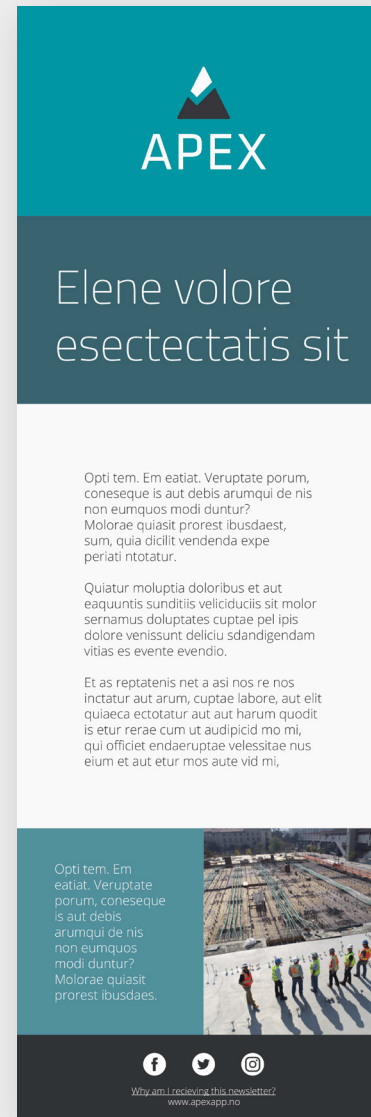 APEX
Elene volore
esectectatis sit
Opti tem. Em eatiat. Veruptate porum,
coneseque is aut debis arumqui de nis
non eumquos modi duntur?
Molorae quiasit prorest ibusdaest,
sum, quia dicilit vendenda expe
periati ntotatur.
Quiatur moluptia doloribus et aut
eaquuntis sunditiis veliciduciis sit molor
sernamus doluptates cuptae pel ipis
dolore venissunt deliciu sdandigendam
vitias es evente evendio.
Et as reptatenis net a asi nos re nos
inctatur aut arum, cuptae labore, aut elit
quiaeca ectotatur aut aut harum quodit
is etur rerae cum ut audipicid mo mi,
qui officiet endaeruptae velessitae nus
eium et aut etur mos aute vid mi,
Opti tem. Em
eatiat. Veruptate
porum, coneseque
is aut debis
arumqui de nis
non eumquos
modi duntur?
Molorae quiasit
prorest ibusdaes.
Why am I recieving this newsletter?
www.apexapp.no